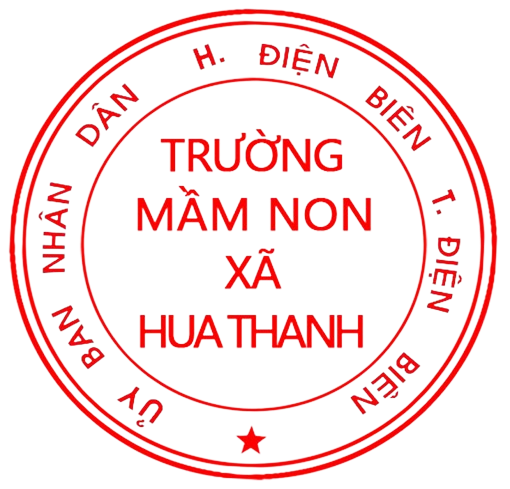 ỦY BAN NHÂN DÂN H. ĐIỆN BIÊN T. ĐIỆN BIÊN
TRƯỜNG
MẦM NON
XÃ
HUA THANH